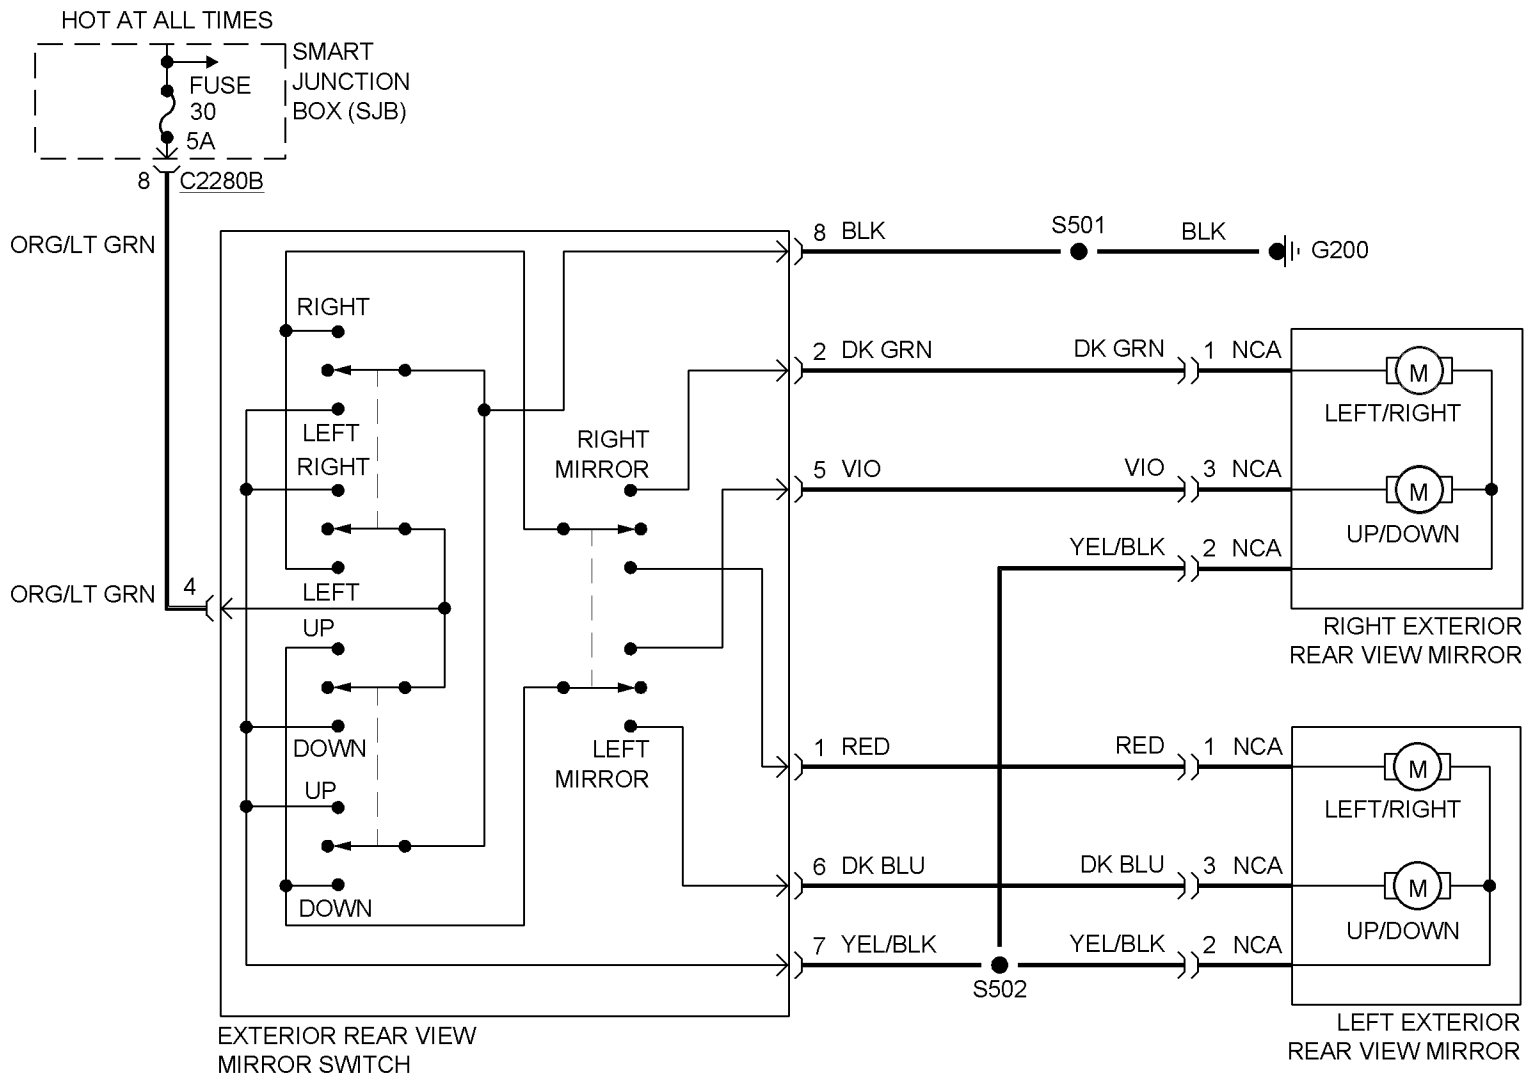 HOT AT ALL TIMES
SMART
JUNCTION
BOX (SJB)
FUSE
30
5A
8 C2280B
ORG/LT GRN
ORG/LT GRN
4
RIGHT
LEFT
RIGHT
LEFT
UP
DOWN
UP
DOWN
RIGHT
MIRROR
LEFT
MIRROR
8 BLK
S501
BLK
G200
2 DK GRN
DK GRN
1 NCA
M
LEFT/RIGHT
5 VIO
VIO
3 NCA
M
UP/DOWN
YEL/BLK
2 NCA
RIGHT EXTERIOR
REAR VIEW MIRROR
1 RED
RED
1 NCA
M
LEFT/RIGHT
6 DK BLU
DK BLU
3 NCA
M
UP/DOWN
7 YEL/BLK
S502
YEL/BLK
2 NCA
LEFT EXTERIOR
REAR VIEW MIRROR
EXTERIOR REAR VIEW
MIRROR SWITCH